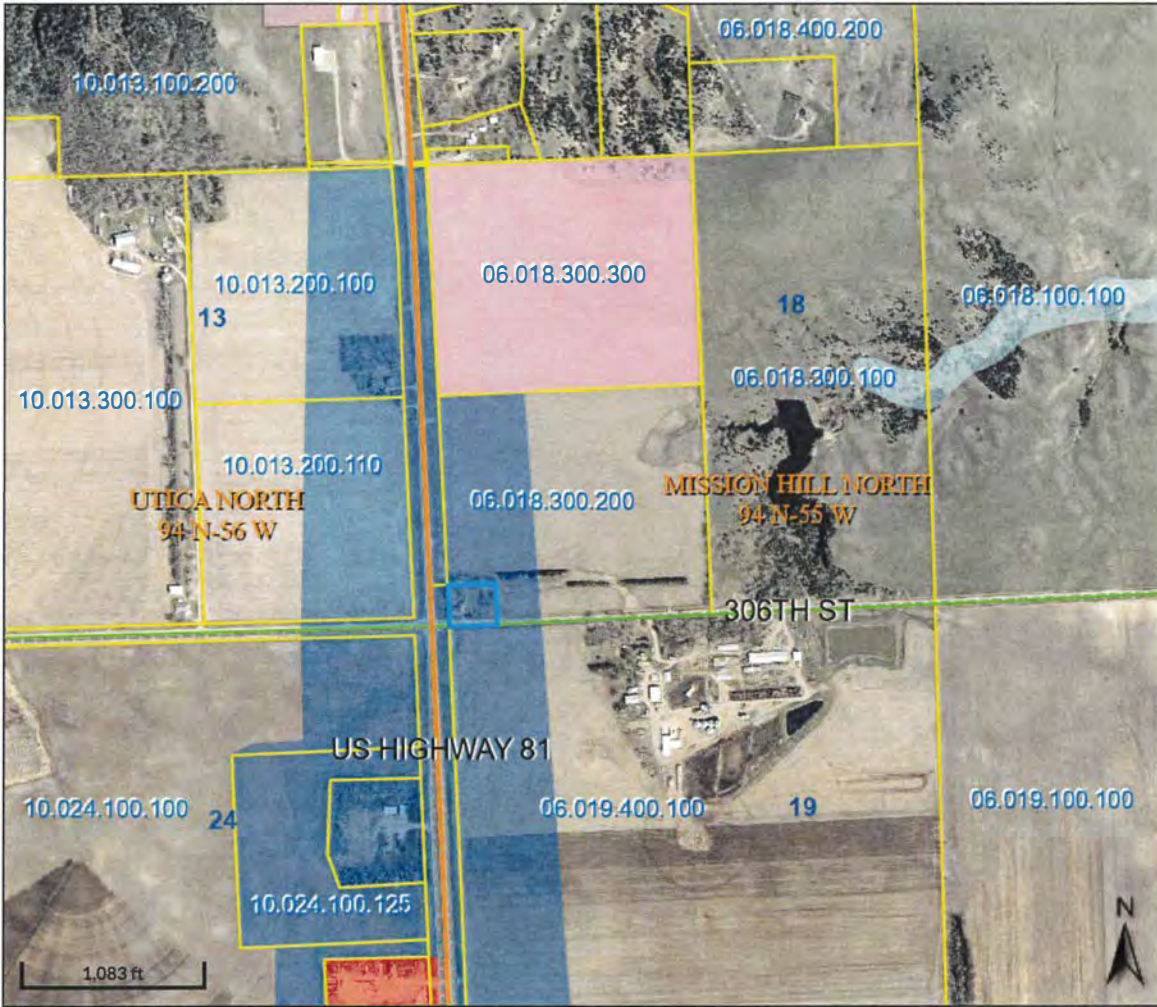 06.018.400.200
10.013.100.200
10.013.200.100
06.018.300.300
13
18
06.018.100.100
10.013.300.100
06.018.300.100
10.013.200.110
UTICA NORTH
94 N-56 W
06.018.300.200
MISSION HILL NORTH
94 N-55 W
306TH ST
US HIGHWAY 81
10.024.100.100
24
06.019.400.100
19
06.019.100.100
10.024.100.125
N
1,083 ft